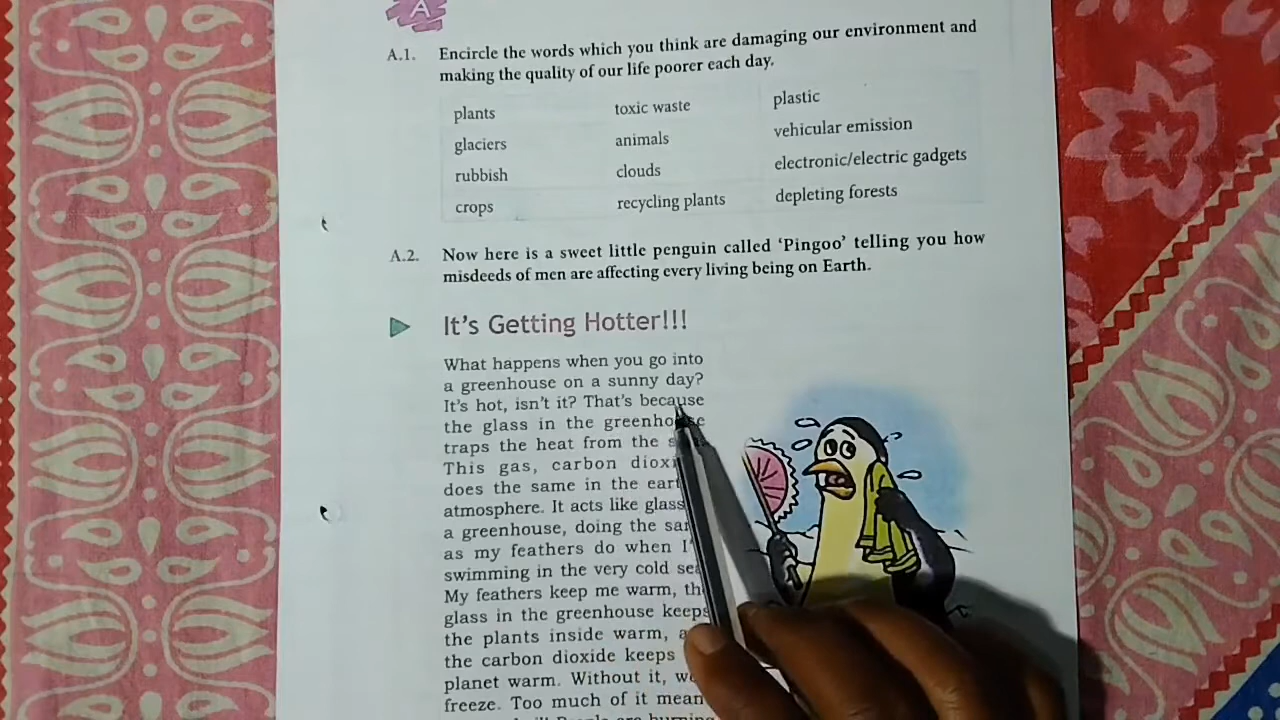 A
A.1. Encircle the words which you think are damaging our environment and
making the quality of our life poorer each day.
plants toxic waste plastic
glaciers animals vehicular emission
rubbish clouds electronic/electric gadgets
crops recycling plants depleting forests
A.2. Now here is a sweet little penguin called 'Pingoo' telling you how
misdeeds of men are affecting every living being on Earth.
It's Getting Hotter!!!
What happens when you go into
a greenhouse on a sunny day?
It's hot, isn't it? That's because
the glass in the greenhouse
traps the heat from the
This gas, carbon
does the same in the
atmosphere. It acts like glass
a greenhouse, doing the
as my feathers do when
swimming in the very cold
My feathers keep me warm,
glass in the greenhouse keeps
the plants inside warm,
the carbon dioxide keeps
planet warm. Without it,
freeze. Too much of it
People are burning